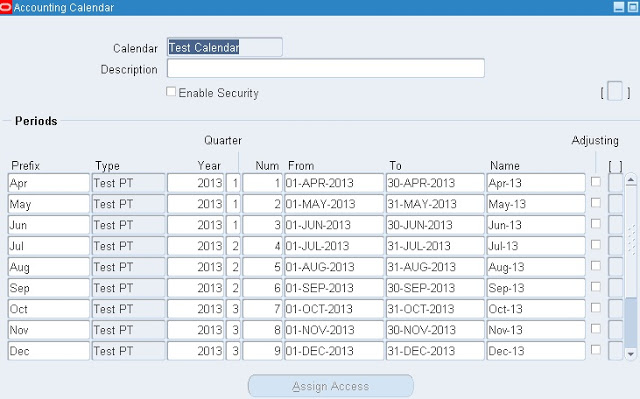 Accounting Calendar
Calendar Test Calendar
Description
Enable Security
[ ]
Periods
Quarter Adjusting
Prefix Type Year Num From To Name [ ]
Apr Test PT 2013 1 1 01-APR-2013 30-APR-2013 Apr-13
May Test PT 2013 1 2 01-MAY-2013 31-MAY-2013 May-13
Jun Test PT 2013 1 3 01-JUN-2013 30-JUN-2013 Jun-13
Jul Test PT 2013 2 4 01-JUL-2013 31-JUL-2013 Jul-13
Aug Test PT 2013 2 5 01-AUG-2013 31-AUG-2013 Aug-13
Sep Test PT 2013 2 6 01-SEP-2013 30-SEP-2013 Sep-13
Oct Test PT 2013 3 7 01-OCT-2013 31-OCT-2013 Oct-13
Nov Test PT 2013 3 8 01-NOV-2013 30-NOV-2013 Nov-13
Dec Test PT 2013 3 9 01-DEC-2013 31-DEC-2013 Dec-13
Assign Access